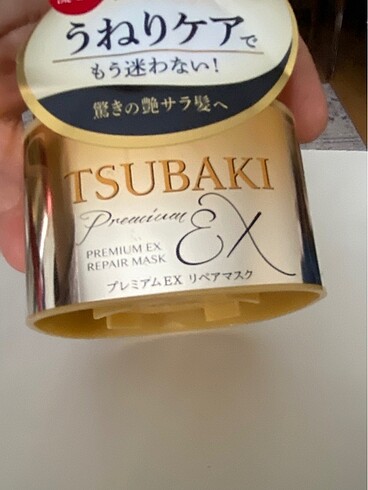 うねりケアで
もう迷わない!
驚きの艶サラ髪へ
TSUBAKI
Premium EX
PREMIUM EX
REPAIR MASK
プレミアムEX リペアマスク